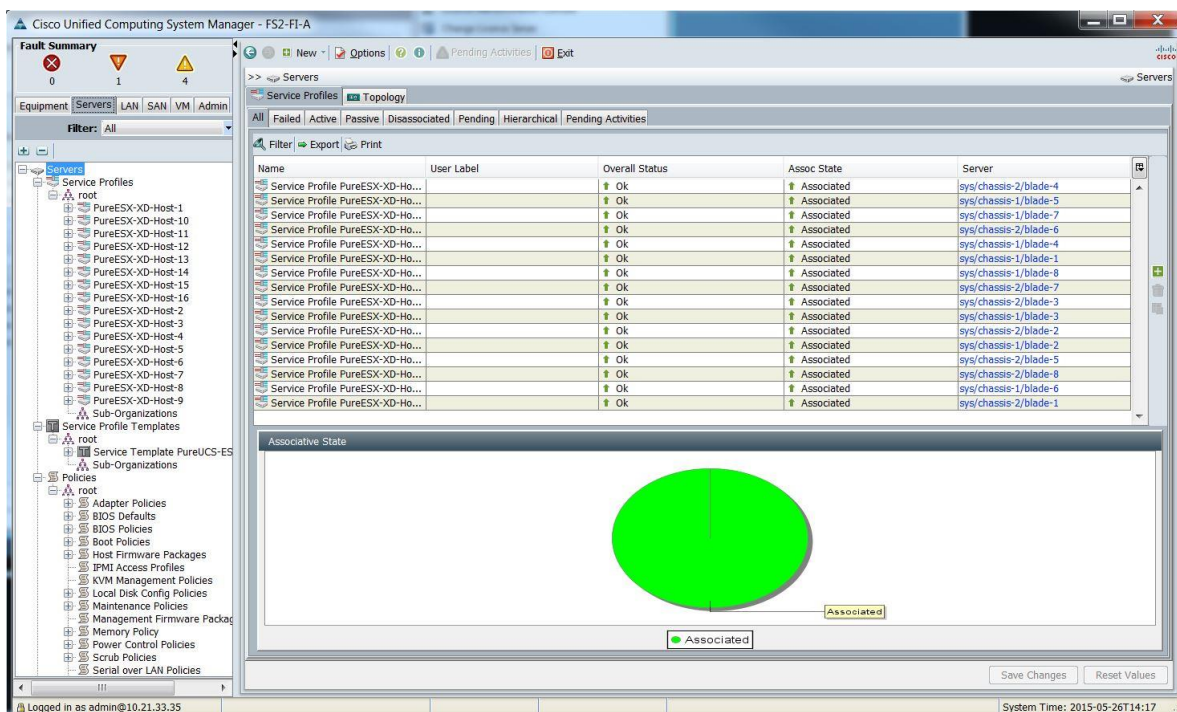 Cisco Unified Computing System Manager - FS2-FI-A
Fault Summary
0 1 4
New Options Pending Activities Exit
cisco
>> Servers Servers
Equipment Servers LAN SAN VM Admin
Filter: All
Servers
Service Profiles
root
PureESX-XD-Host-1
PureESX-XD-Host-10
PureESX-XD-Host-11
PureESX-XD-Host-12
PureESX-XD-Host-13
PureESX-XD-Host-14
PureESX-XD-Host-15
PureESX-XD-Host-16
PureESX-XD-Host-2
PureESX-XD-Host-3
PureESX-XD-Host-4
PureESX-XD-Host-5
PureESX-XD-Host-6
PureESX-XD-Host-7
PureESX-XD-Host-8
PureESX-XD-Host-9
Sub-Organizations
Service Profile Templates
root
Service Template PureUCS-ES
Sub-Organizations
Policies
root
Adapter Policies
BIOS Defaults
BIOS Policies
Boot Policies
Host Firmware Packages
IPMI Access Profiles
KVM Management Policies
Local Disk Config Policies
Maintenance Policies
Management Firmware Packag
Memory Policy
Power Control Policies
Scrub Policies
Serial over LAN Policies
Service Profiles Topology
All Failed Active Passive Disassociated Pending Hierarchical Pending Activities
Filter Export Print
Name User Label Overall Status Assoc State Server
Service Profile PureESX-XD-Ho... Ok Associated sys/chassis-2/blade-4
Service Profile PureESX-XD-Ho... Ok Associated sys/chassis-1/blade-5
Service Profile PureESX-XD-Ho... Ok Associated sys/chassis-1/blade-7
Service Profile PureESX-XD-Ho... Ok Associated sys/chassis-2/blade-6
Service Profile PureESX-XD-Ho... Ok Associated sys/chassis-1/blade-4
Service Profile PureESX-XD-Ho... Ok Associated sys/chassis-1/blade-1
Service Profile PureESX-XD-Ho... Ok Associated sys/chassis-1/blade-8
Service Profile PureESX-XD-Ho... Ok Associated sys/chassis-2/blade-7
Service Profile PureESX-XD-Ho... Ok Associated sys/chassis-2/blade-3
Service Profile PureESX-XD-Ho... Ok Associated sys/chassis-1/blade-3
Service Profile PureESX-XD-Ho... Ok Associated sys/chassis-2/blade-2
Service Profile PureESX-XD-Ho... Ok Associated sys/chassis-1/blade-2
Service Profile PureESX-XD-Ho... Ok Associated sys/chassis-2/blade-5
Service Profile PureESX-XD-Ho... Ok Associated sys/chassis-2/blade-8
Service Profile PureESX-XD-Ho... Ok Associated sys/chassis-1/blade-6
Service Profile PureESX-XD-Ho... Ok Associated sys/chassis-2/blade-1
Associative State
Associated
Associated
Save Changes Reset Values
Logged in as admin@10.21.33.35 System Time: 2015-05-26T14:17